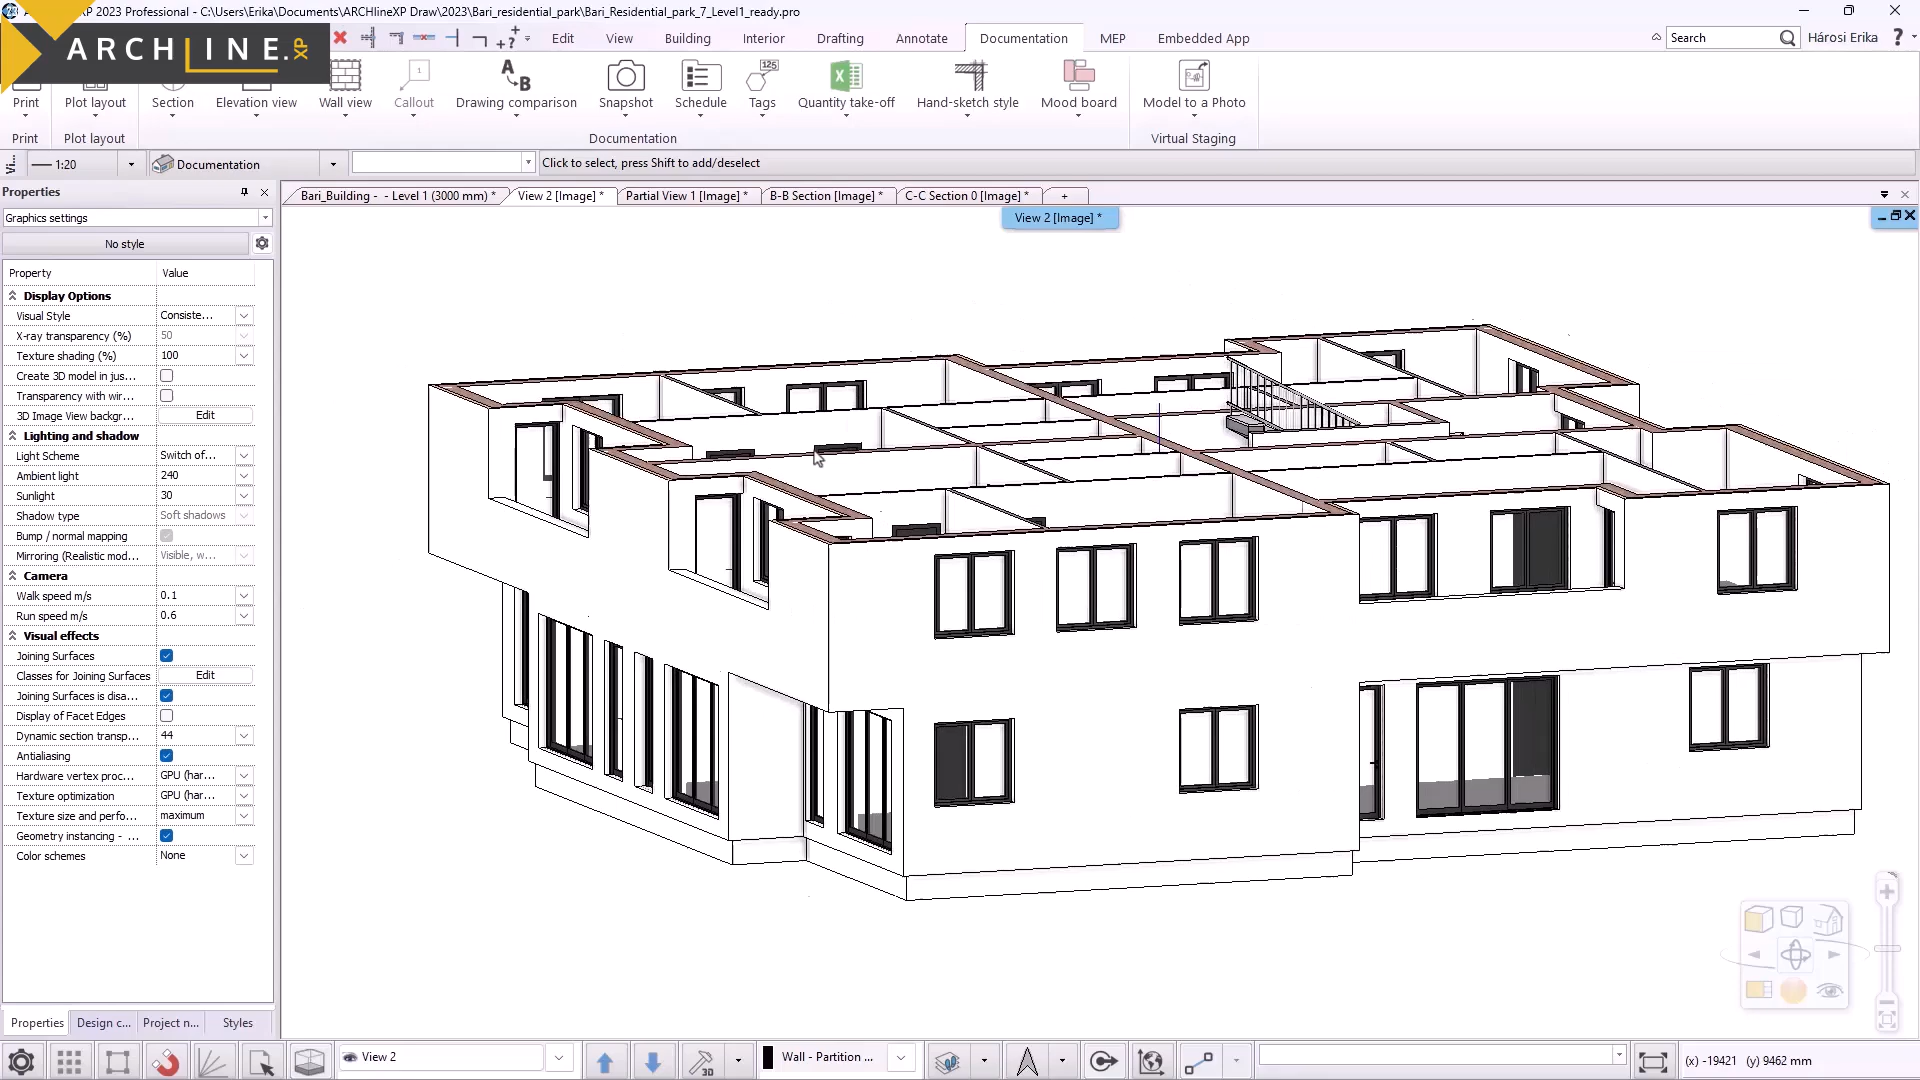 XP 2023 Professional - C:\Users\Erika\Documents\ARCHlineXP Draw\2023\Bari_residential_park\Bari_Residential_park_7_Level1_ready.pro
ARCHLINE.XP
Edit View Building Interior Drafting Annotate Documentation MEP Embedded App
Search Hárosi Erika ?
Print Plot layout Section Elevation view Wall view Callout Drawing comparison Snapshot Schedule Tags Quantity take-off Hand-sketch style Mood board Model to a Photo
Print Plot layout Documentation Virtual Staging
1:20 Documentation Click to select, press Shift to add/deselect
Properties
Bari_Building - - Level 1 (3000 mm) * View 2 [Image] * Partial View 1 [Image] * B-B Section [Image] * C-C Section 0 [Image] * +
View 2 [Image] *
Graphics settings
No style
Property Value
Display Options
Visual Style Consiste...
X-ray transparency (%) 50
Texture shading (%) 100
Create 3D model in jus...
Transparency with wir...
3D Image View backgr... Edit
Lighting and shadow
Light Scheme Switch of...
Ambient light 240
Sunlight 30
Shadow type Soft shadows
Bump / normal mapping
Mirroring (Realistic mod... Visible, w...
Camera
Walk speed m/s 0.1
Run speed m/s 0.6
Visual effects
Joining Surfaces
Classes for Joining Surfaces Edit
Joining Surfaces is disa...
Display of Facet Edges
Dynamic section transp... 44
Antialiasing
Hardware vertex proc... GPU (har...
Texture optimization GPU (har...
Texture size and perfo... maximum
Geometry instancing - ...
Color schemes None
Properties Design c... Project n... Styles
View 2
3D
Wall - Partition ...
(x) -19421 (y) 9462 mm